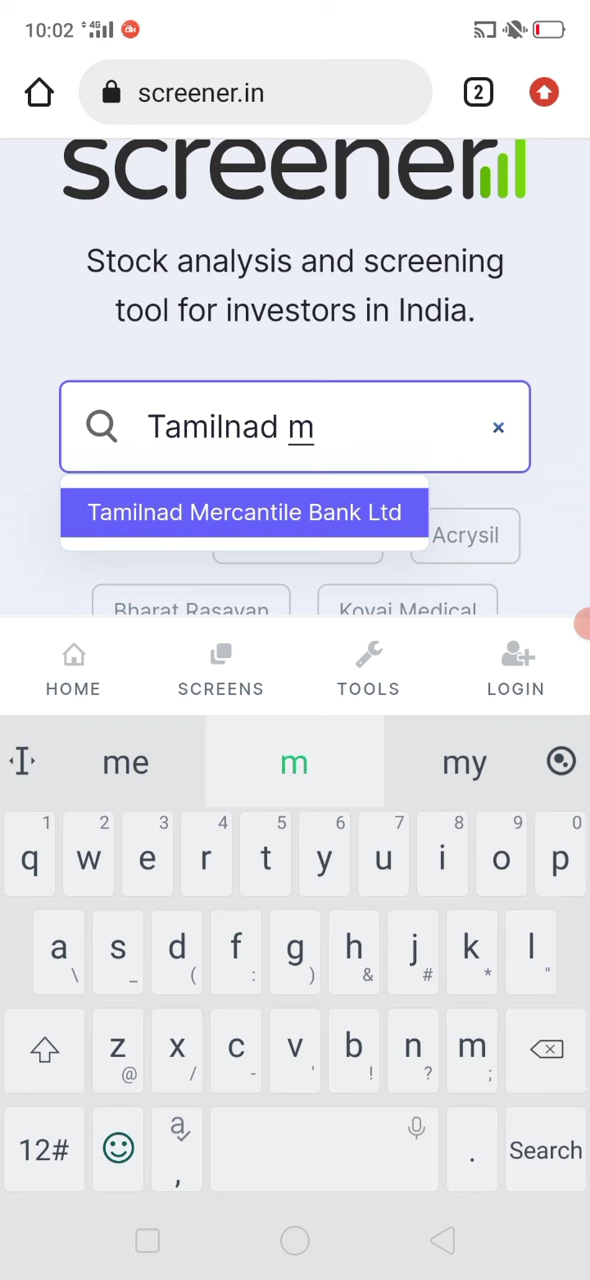 10:02 4G
screener.in
2
screener
Stock analysis and screening
tool for investors in India.
Tamilnad m ×
Tamilnad Mercantile Bank Ltd
Acrysil
Bharat Rasayan Kovai Medical
HOME SCREENS TOOLS LOGIN
me m my
1 2 3 4 5 6 7 8 9 0
q w e r t y u i o p
a s d f g h j k l
\ _ ( : ) & # * "
z x c v b n m
@ / - ' ! ? ;
12# a , . Search